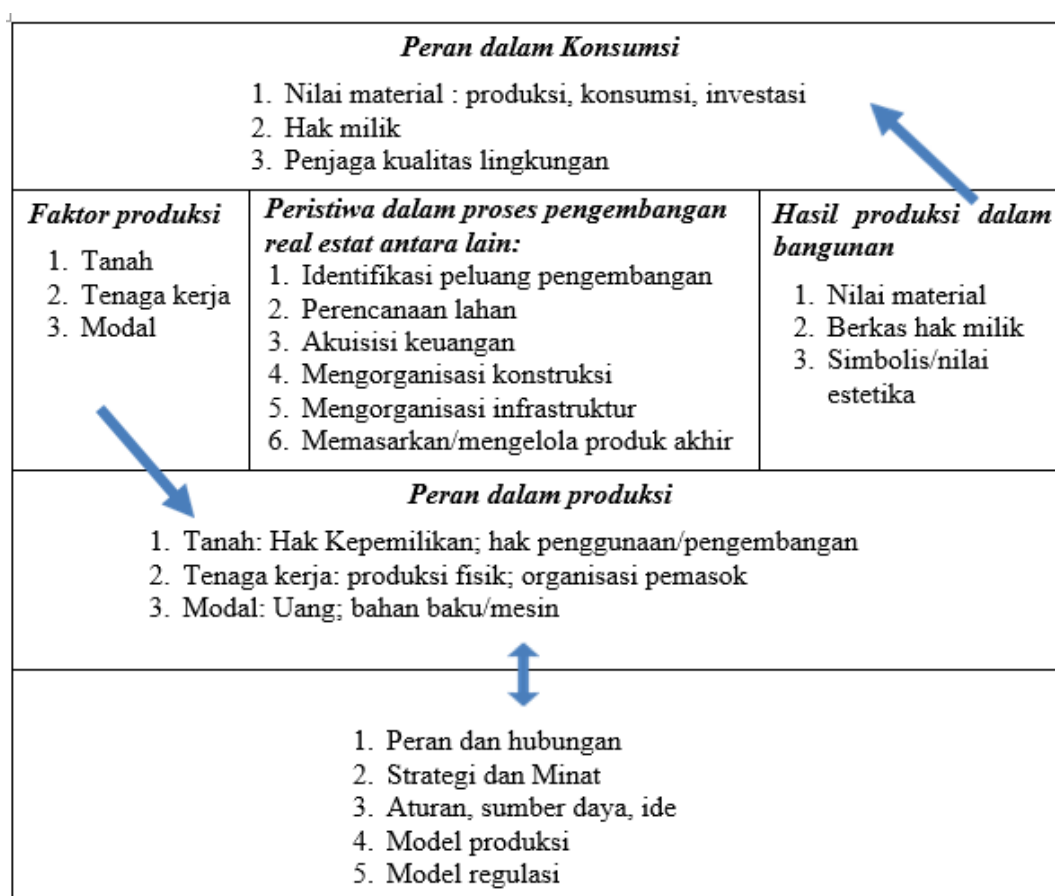 Peran dalam Konsumsi
1. Nilai material : produksi, konsumsi, investasi
2. Hak milik
3. Penjaga kualitas lingkungan
Faktor produksi
1. Tanah
2. Tenaga kerja
3. Modal
Peristiwa dalam proses pengembangan
real estat antara lain:
1. Identifikasi peluang pengembangan
2. Perencanaan lahan
3. Akuisisi keuangan
4. Mengorganisasi konstruksi
5. Mengorganisasi infrastruktur
6. Memasarkan/mengelola produk akhir
Hasil produksi dalam
bangunan
1. Nilai material
2. Berkas hak milik
3. Simbolis/nilai
estetika
Peran dalam produksi
1. Tanah: Hak Kepemilikan; hak penggunaan/pengembangan
2. Tenaga kerja: produksi fisik; organisasi pemasok
3. Modal: Uang; bahan baku/mesin
1. Peran dan hubungan
2. Strategi dan Minat
3. Aturan, sumber daya, ide
4. Model produksi
5. Model regulasi